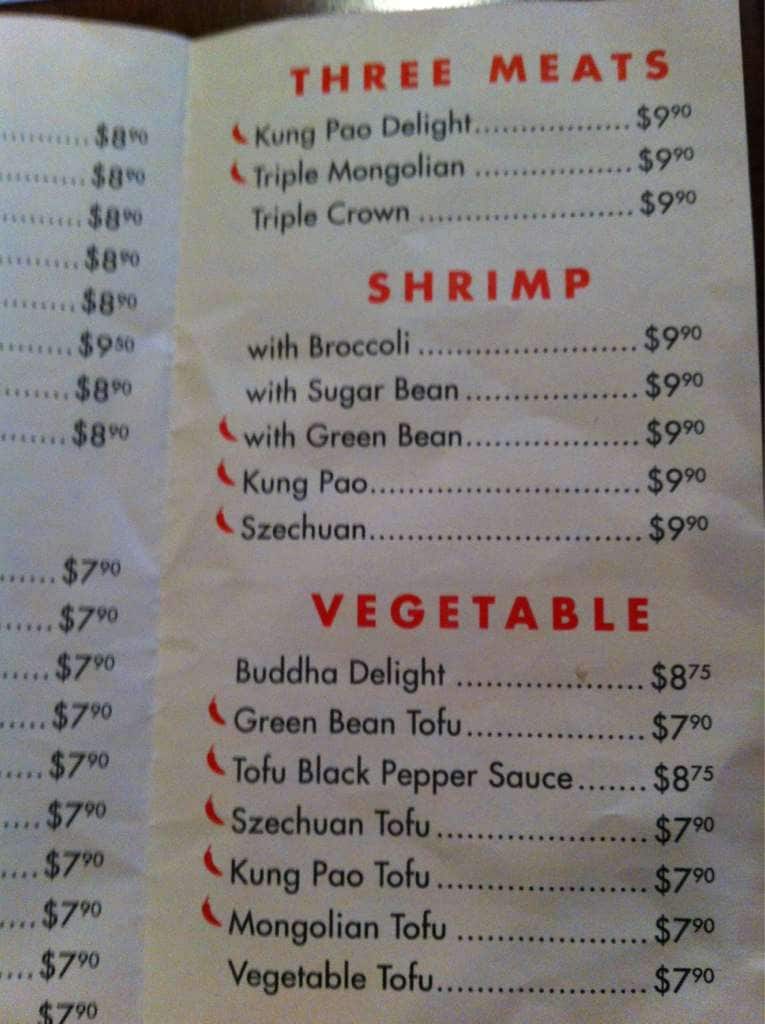 $8.90
$8.90
$8.90
$8.90
$8.90
$9.50
$8.90
$8.90
$7.90
$7.90
$7.90
$7.90
$7.90
$7.90
$7.90
$7.90
$7.90
$7.90
THREE MEATS
Kung Pao Delight................. $9.90
Triple Mongolian ................. $9.90
Triple Crown ....................... $9.90
SHRIMP
with Broccoli ....................... $9.90
with Sugar Bean .................. $9.90
with Green Bean.................. $9.90
Kung Pao............................ $9.90
Szechuan............................ $9.90
VEGETABLE
Buddha Delight .................... $8.75
Green Bean Tofu................... $7.90
Tofu Black Pepper Sauce....... $8.75
Szechuan Tofu...................... $7.90
Kung Pao Tofu...................... $7.90
Mongolian Tofu .................... $7.90
Vegetable Tofu...................... $7.90